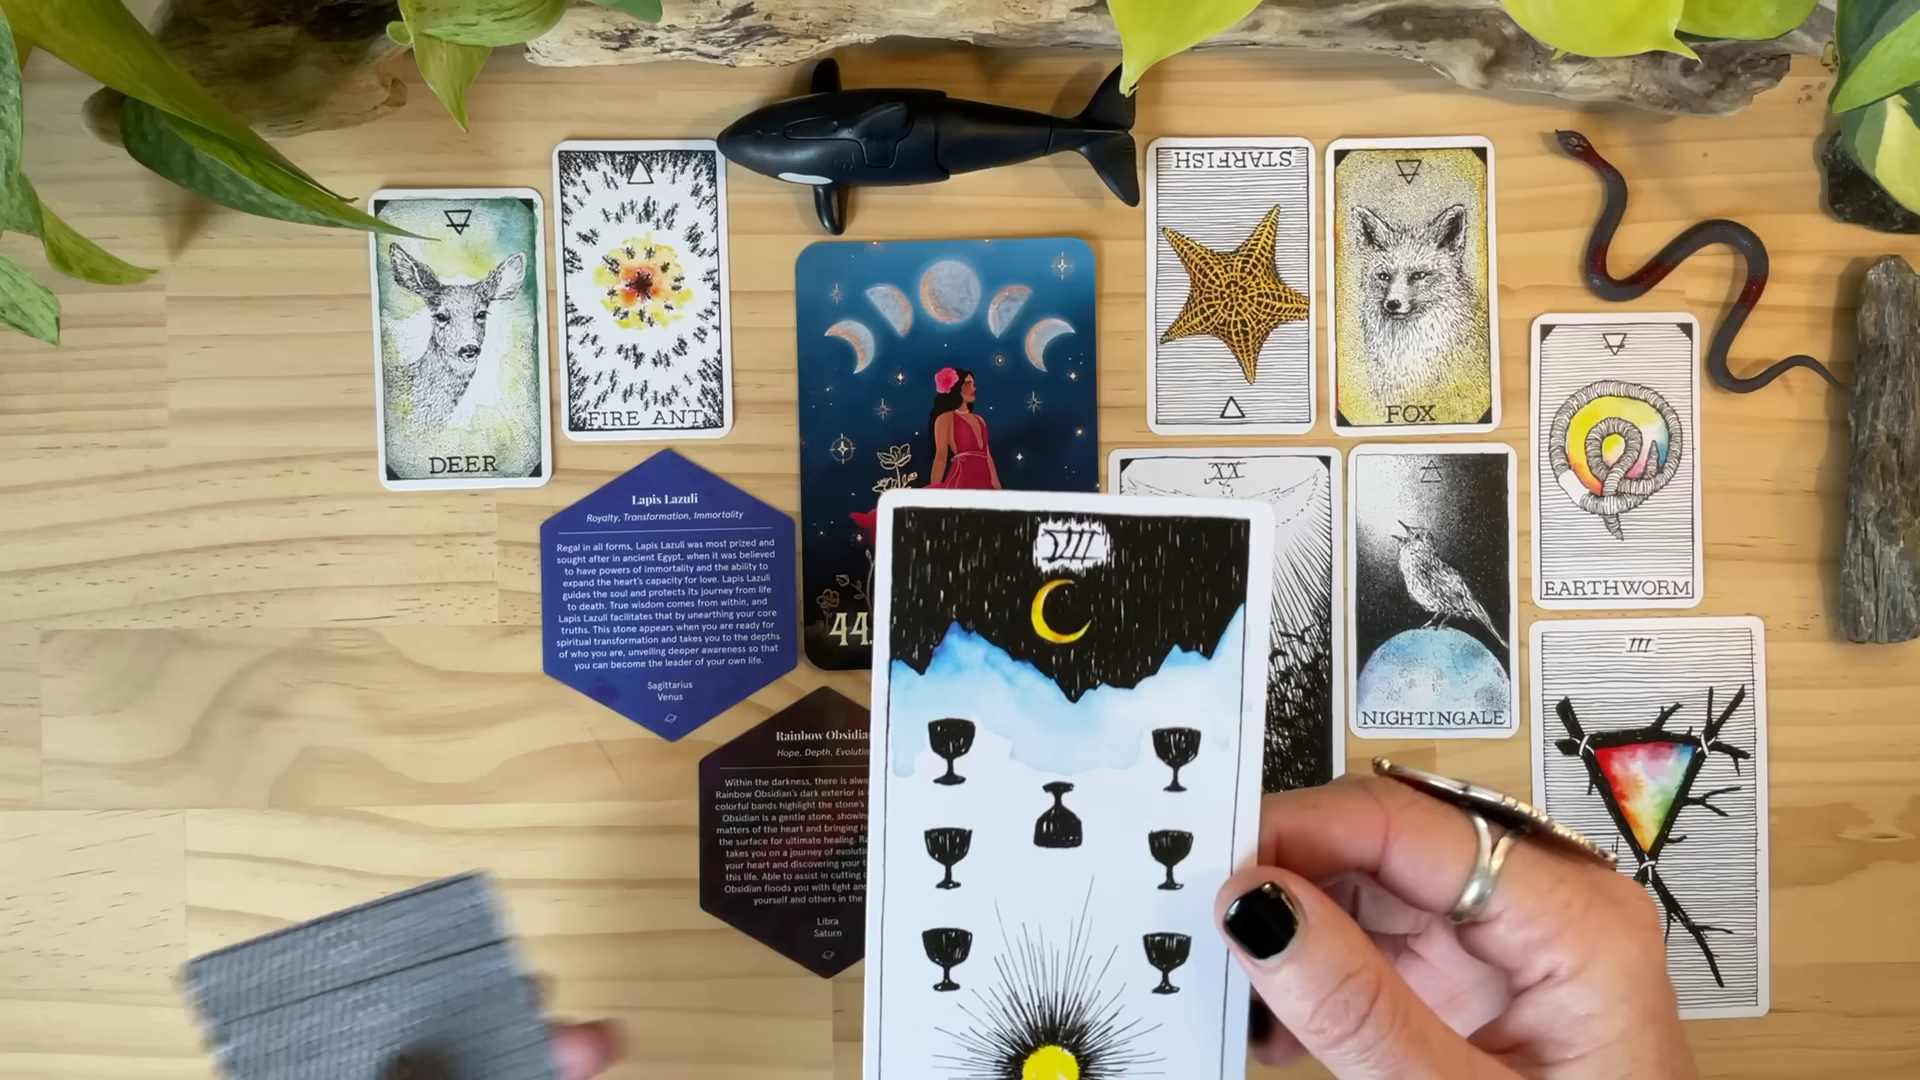 DEER
FIRE ANT
STARFISH
FOX
EARTHWORM
XX
NIGHTINGALE
III
44
VII
Lapis Lazuli
Royalty, Transformation, Immortality
Regal in all forms, Lapis Lazuli was most prized and
sought after in ancient Egypt, when it was believed
to have powers of immortality and the ability to
expand the heart's capacity for love. Lapis Lazuli
guides the soul and protects its journey from life
to death. True wisdom comes from within, and
Lapis Lazuli facilitates that by unearthing your core
truths. This stone appears when you are ready for
spiritual transformation and takes you to the depths
of who you are, unveiling deeper awareness so that
you can become the leader of your own life.
Sagittarius
Venus
Rainbow Obsidian
Hope, Depth,
Within the darkness, there is
Rainbow Obsidian's dark exterior is
colorful bands highlight the stone's
Obsidian is a gentle stone,
matters of the heart and bringing
the surface for ultimate healing.
takes you on a journey of
your heart and discovering your
this life. Able to assist in cutting
Obsidian floods you with light
yourself and others in the
Libra
Saturn